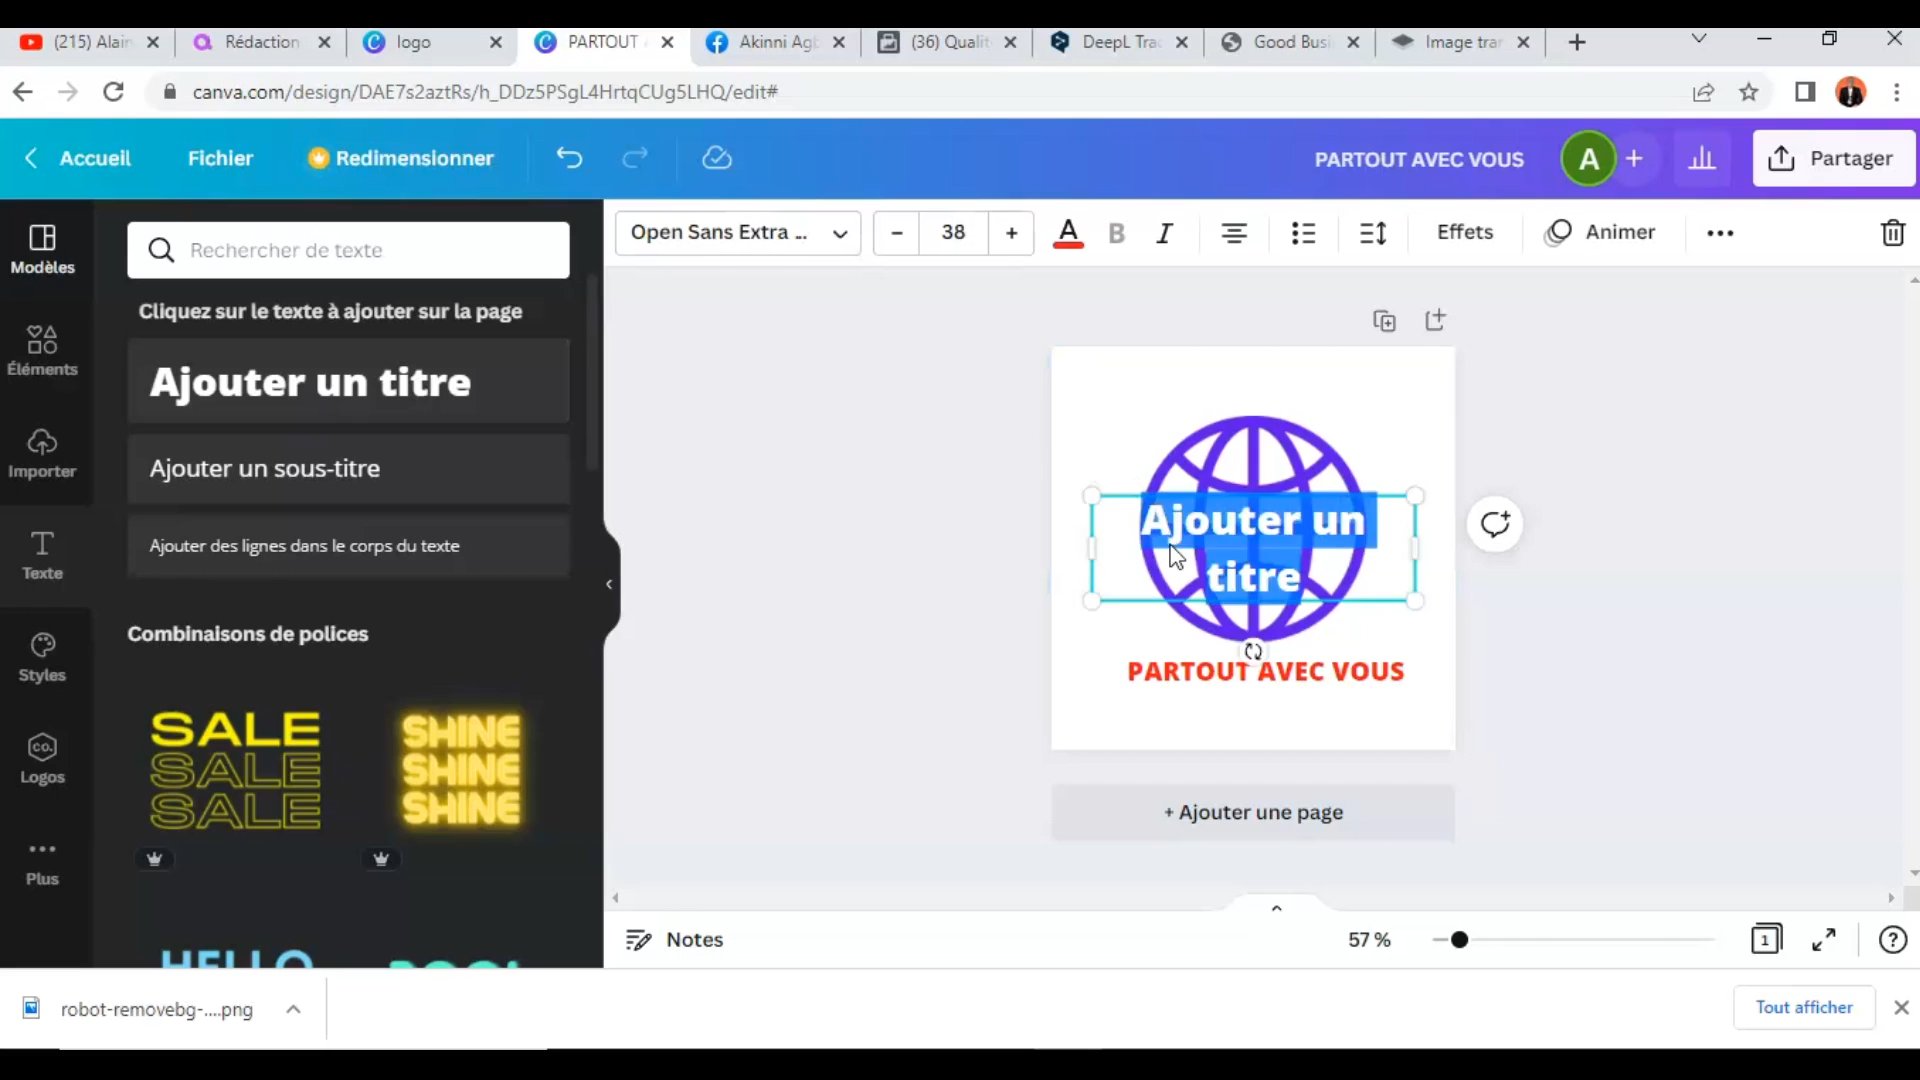 (215) Alain
Rédaction
logo
PARTOUT
Akinni Ag
(36) Qualit
DeepL Tra
Good Busi
Image tra
canva.com/design/DAE7s2aztRs/h_DDz5PSgL4HrtqCUg5LHQ/edit#
Accueil
Fichier
Redimensionner
PARTOUT AVEC VOUS
A
+
Partager
Modèles
Éléments
Importer
Texte
Styles
Logos
CO.
Plus
Rechercher de texte
Cliquez sur le texte à ajouter sur la page
Ajouter un titre
Ajouter un sous-titre
Ajouter des lignes dans le corps du texte
Combinaisons de polices
SALE
SALE
SALE
SHINE
SHINE
SHINE
HELLO
Open Sans Extra ...
– 38 +
A B I
Effets
Animer
Ajouter un
titre
PARTOUT AVEC VOUS
+ Ajouter une page
Notes
57 %
1
?
robot-removebg-....png
Tout afficher